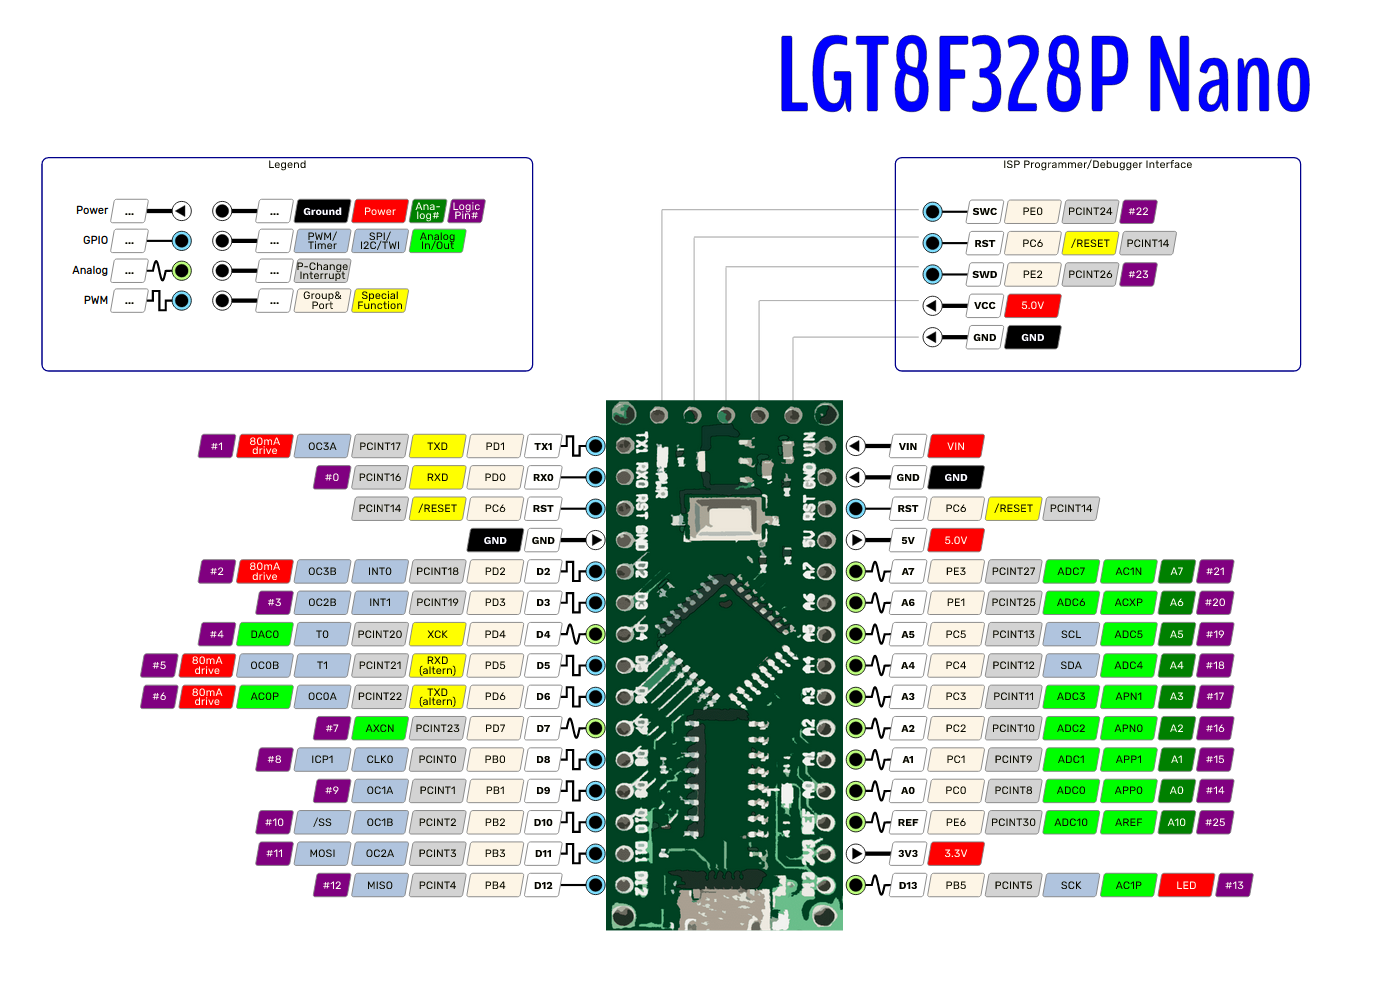 LGT8F328P Nano
Legend
Power ... ... Ground Power Ana-log# Logic Pin#
GPIO ... ... PWM/Timer SPI/I2C/TWI Analog In/Out
Analog ... ... P-Change Interrupt
PWM ... ... Group& Port Special Function
ISP Programmer/Debugger Interface
SWC PE0 PCINT24 #22
RST PC6 /RESET PCINT14
SWD PE2 PCINT26 #23
VCC 5.0V
GND GND
#1 80mA drive OC3A PCINT17 TXD PD1 TX1
#0 PCINT16 RXD PD0 RX0
PCINT14 /RESET PC6 RST
GND GND
#2 80mA drive OC3B INT0 PCINT18 PD2 D2
#3 OC2B INT1 PCINT19 PD3 D3
#4 DAC0 T0 PCINT20 XCK PD4 D4
#5 80mA drive OC0B T1 PCINT21 RXD (altern) PD5 D5
#6 80mA drive AC0P OC0A PCINT22 TXD (altern) PD6 D6
#7 AXCN PCINT23 PD7 D7
#8 ICP1 CLK0 PCINT0 PB0 D8
#9 OC1A PCINT1 PB1 D9
#10 /SS OC1B PCINT2 PB2 D10
#11 MOSI OC2A PCINT3 PB3 D11
#12 MISO PCINT4 PB4 D12
TX1 RX0 RST GND D2 D3 D4 D10 D11 D12
PWR
VIN GND RST 5V A7 A6 A5 A4 A3 A2 A1 A0 REF 3V3
VIN VIN
GND GND
RST PC6 /RESET PCINT14
5V 5.0V
A7 PE3 PCINT27 ADC7 AC1N A7 #21
A6 PE1 PCINT25 ADC6 ACXP A6 #20
A5 PC5 PCINT13 SCL ADC5 A5 #19
A4 PC4 PCINT12 SDA ADC4 A4 #18
A3 PC3 PCINT11 ADC3 APN1 A3 #17
A2 PC2 PCINT10 ADC2 APN0 A2 #16
A1 PC1 PCINT9 ADC1 APP1 A1 #15
A0 PC0 PCINT8 ADC0 APP0 A0 #14
REF PE6 PCINT30 ADC10 AREF A10 #25
3V3 3.3V
D13 PB5 PCINT5 SCK AC1P LED #13